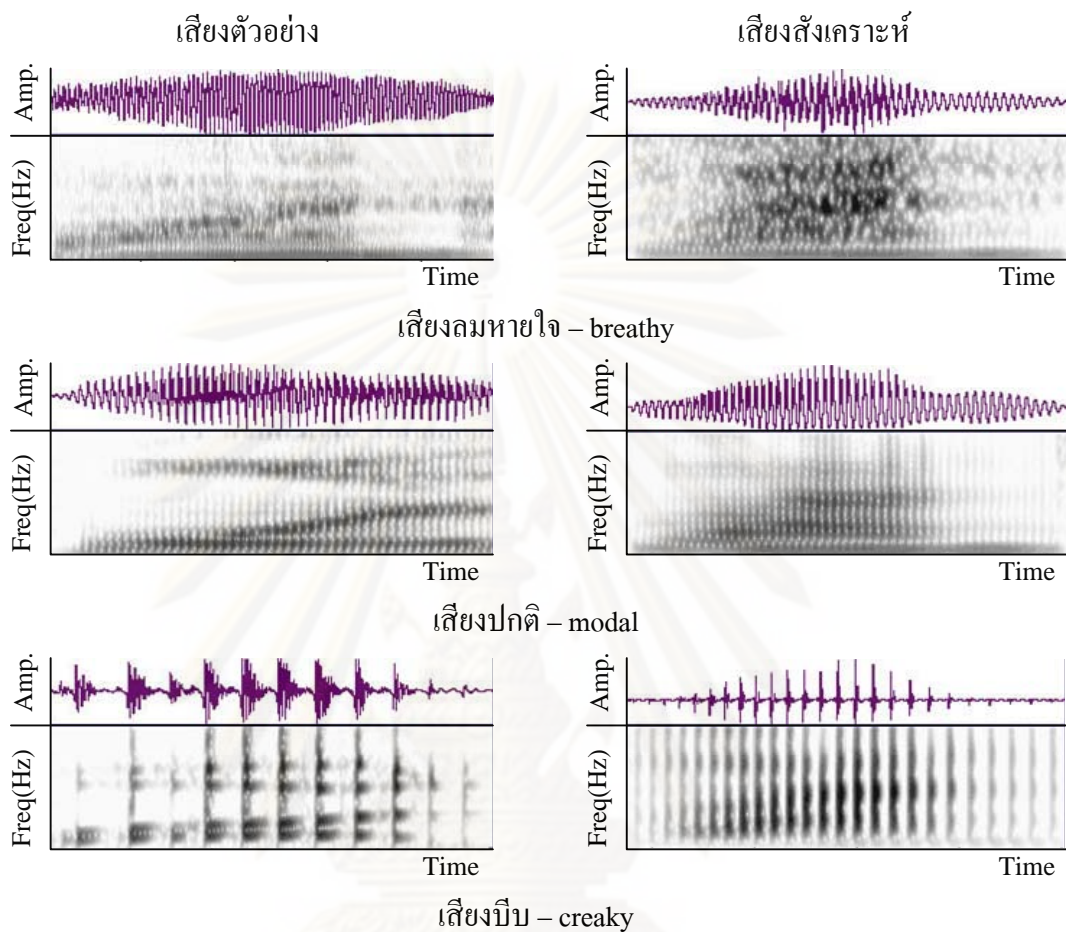 เสียงตัวอย่าง
เสียงสังเคราะห์
Amp.
Freq(Hz)
Time
Amp.
Freq(Hz)
Time
เสียงลมหายใจ – breathy
Amp.
Freq(Hz)
Time
Amp.
Freq(Hz)
Time
เสียงปกติ – modal
Amp.
Freq(Hz)
Time
Amp.
Freq(Hz)
Time
เสียงบีบ – creaky